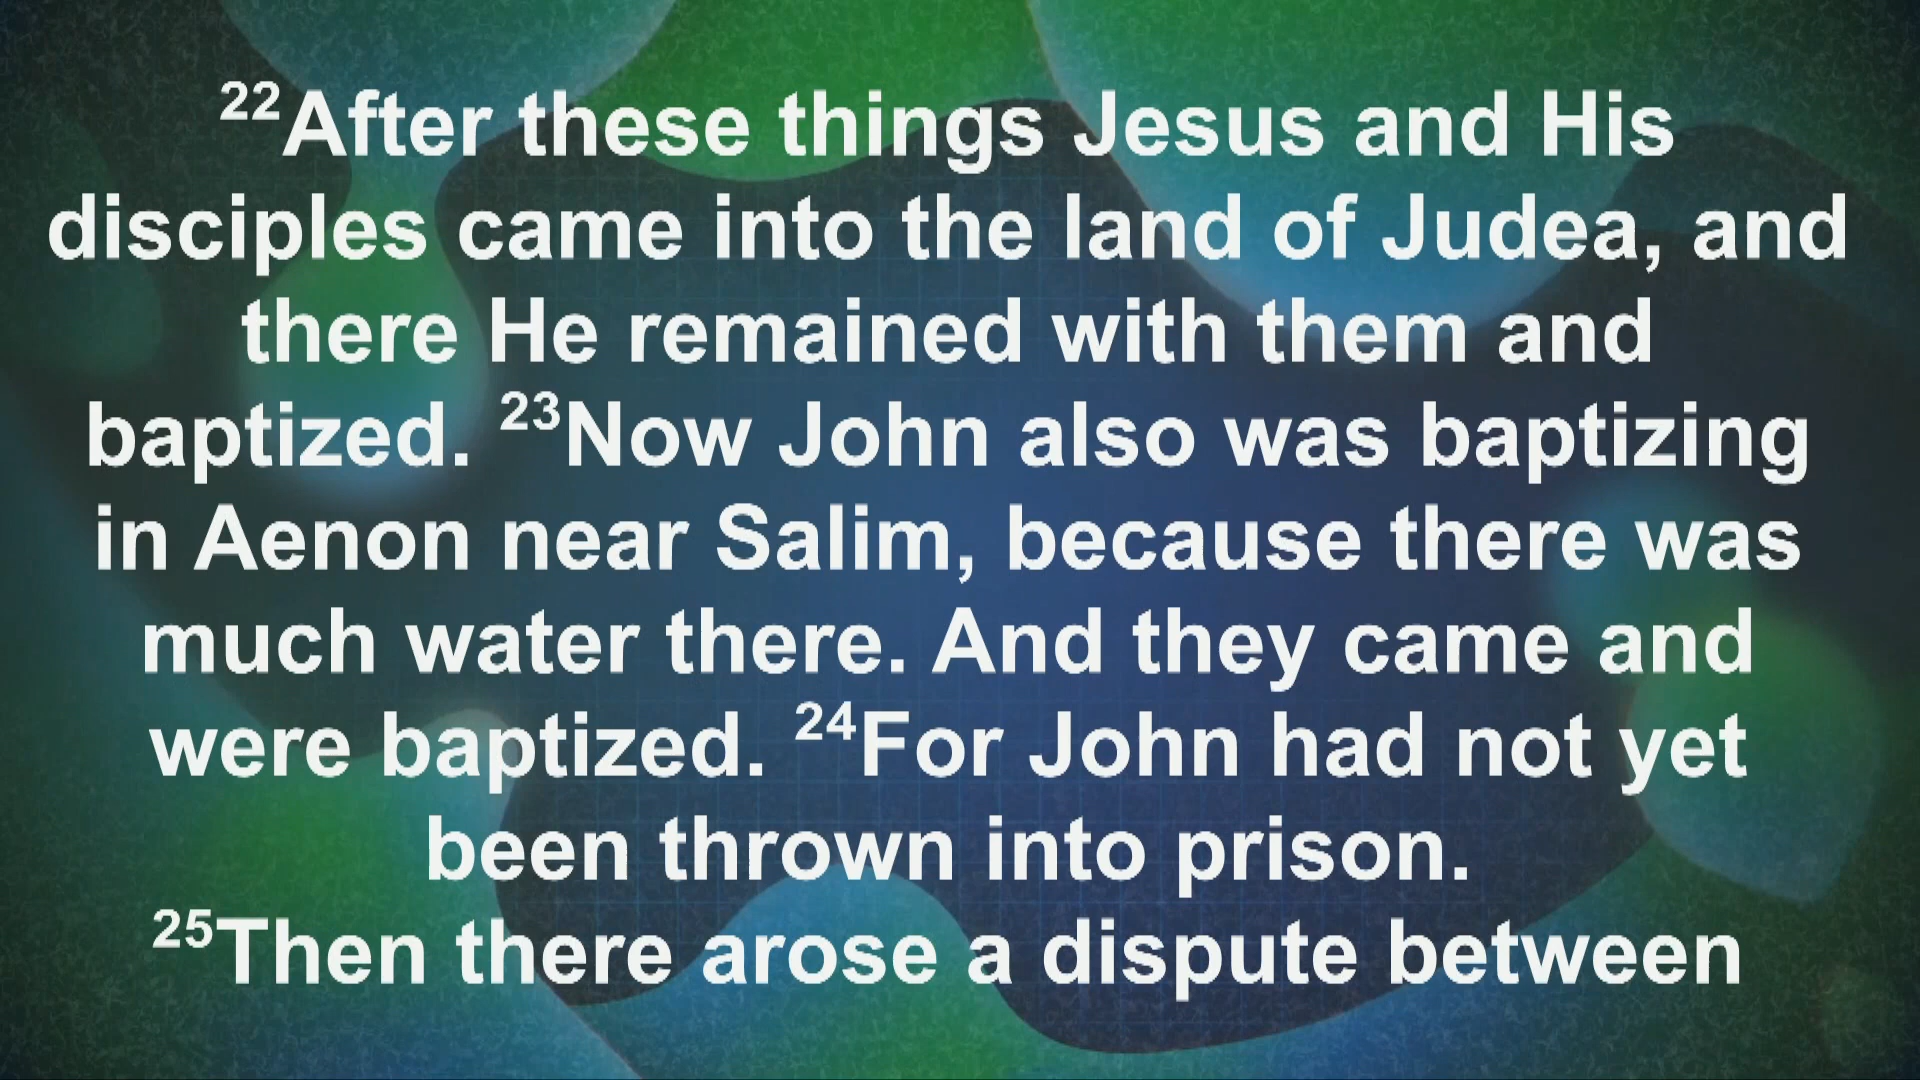 22After these things Jesus and His
disciples came into the land of Judea, and
there He remained with them and
baptized. 23Now John also was baptizing
in Aenon near Salim, because there was
much water there. And they came and
were baptized. 24For John had not yet
been thrown into prison.
25Then there arose a dispute between